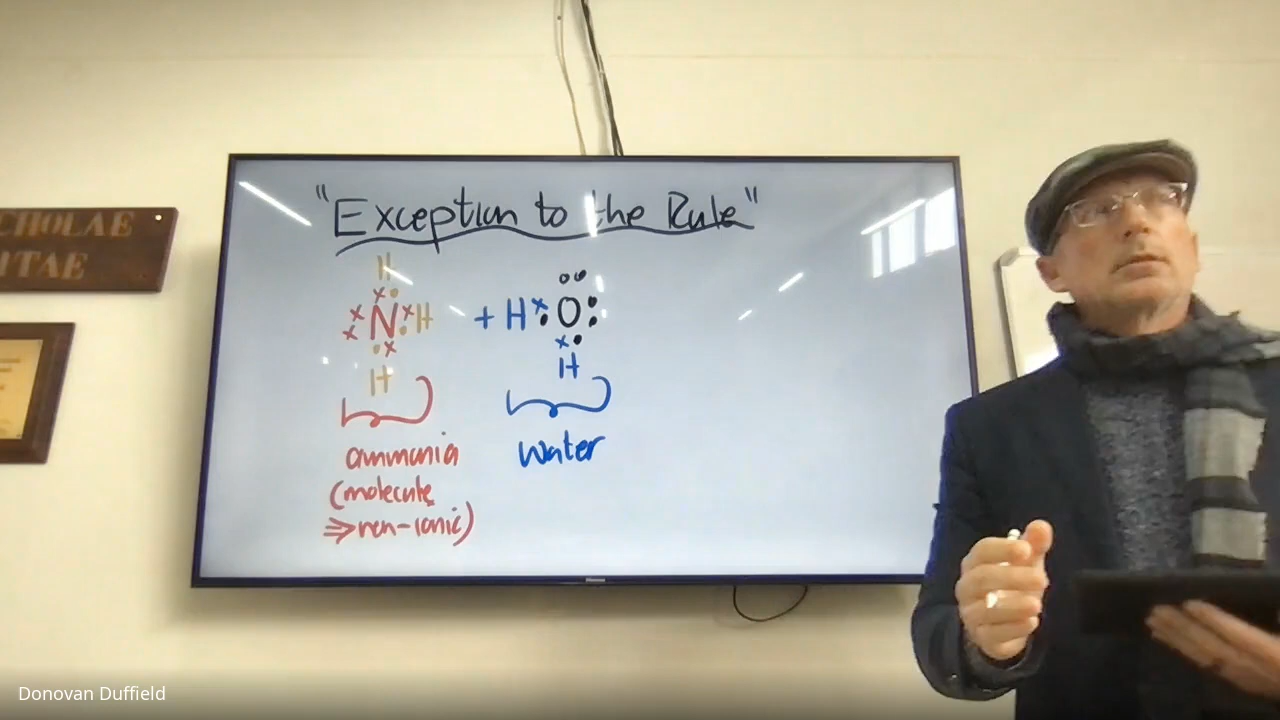 "Exception to the Rule"
H
N H + H O
H H
ammonia water
(molecule
⇒ non-ionic)
CHOLAE
ITAE
Donovan Duffield